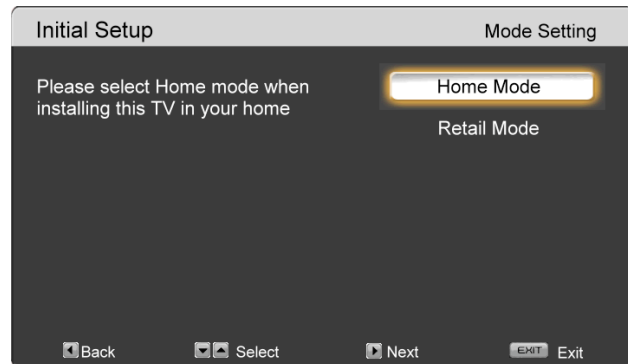 Initial Setup
Mode Setting
Please select Home mode when
installing this TV in your home
Home Mode
Retail Mode
Back
Select
Next
EXIT Exit